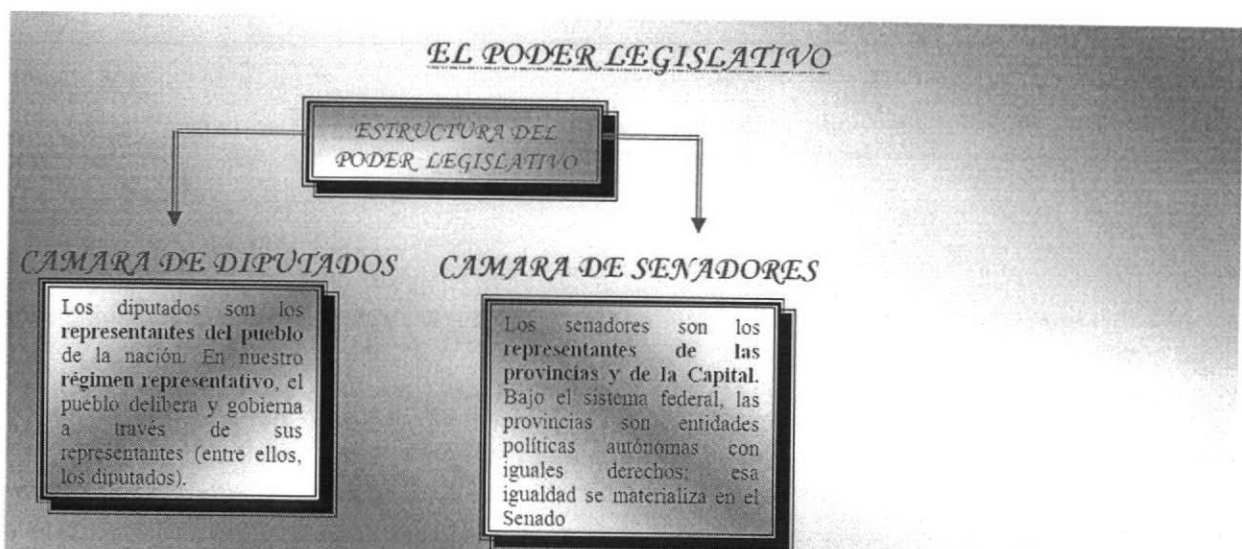 EL PODER LEGISLATIVO
ESTRUCTURA DEL
PODER LEGISLATIVO
CAMARA DE DIPUTADOS
CAMARA DE SENADORES
Los diputados son los
representantes del pueblo
de la nación. En nuestro
régimen representativo, el
pueblo delibera y gobierna
a través de sus
representantes (entre ellos,
los diputados).
Los senadores son los
representantes de las
provincias y de la Capital.
Bajo el sistema federal, las
provincias son entidades
políticas autónomas con
iguales derechos; esa
igualdad se materializa en el
Senado